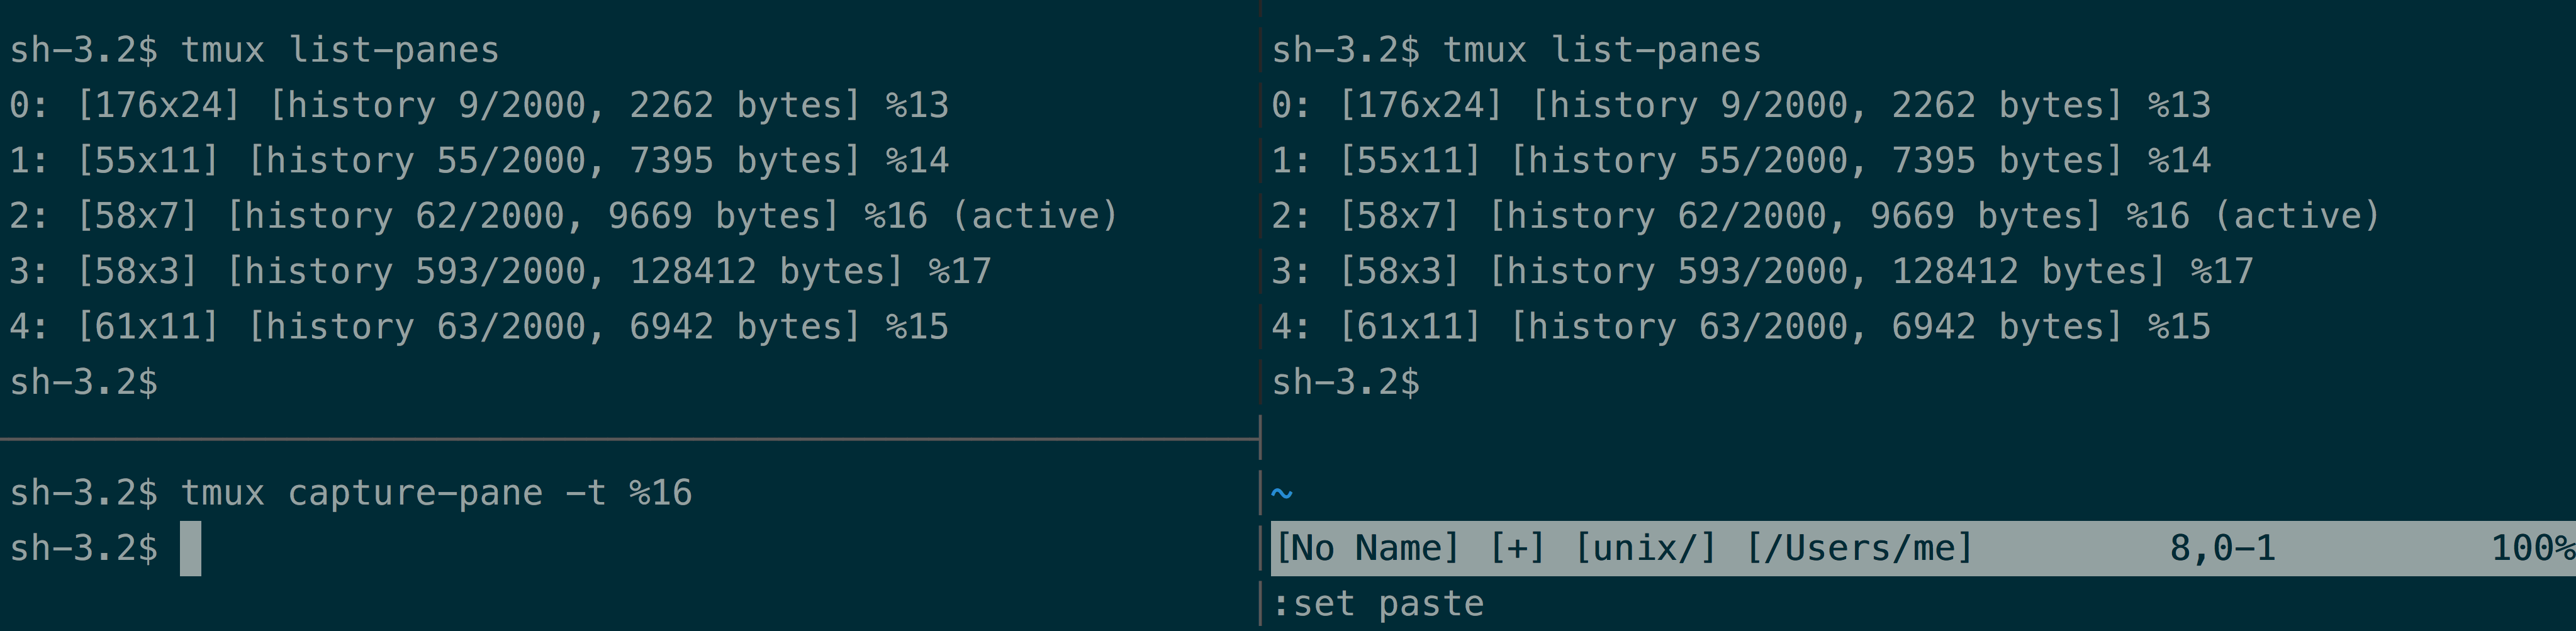 sh-3.2$ tmux list-panes
0: [176x24] [history 9/2000, 2262 bytes] %13
1: [55x11] [history 55/2000, 7395 bytes] %14
2: [58x7] [history 62/2000, 9669 bytes] %16 (active)
3: [58x3] [history 593/2000, 128412 bytes] %17
4: [61x11] [history 63/2000, 6942 bytes] %15
sh-3.2$
sh-3.2$ tmux capture-pane -t %16
sh-3.2$
sh-3.2$ tmux list-panes
0: [176x24] [history 9/2000, 2262 bytes] %13
1: [55x11] [history 55/2000, 7395 bytes] %14
2: [58x7] [history 62/2000, 9669 bytes] %16 (active)
3: [58x3] [history 593/2000, 128412 bytes] %17
4: [61x11] [history 63/2000, 6942 bytes] %15
sh-3.2$
~
[No Name] [+] [unix/] [/Users/me] 8,0-1 100%
:set paste